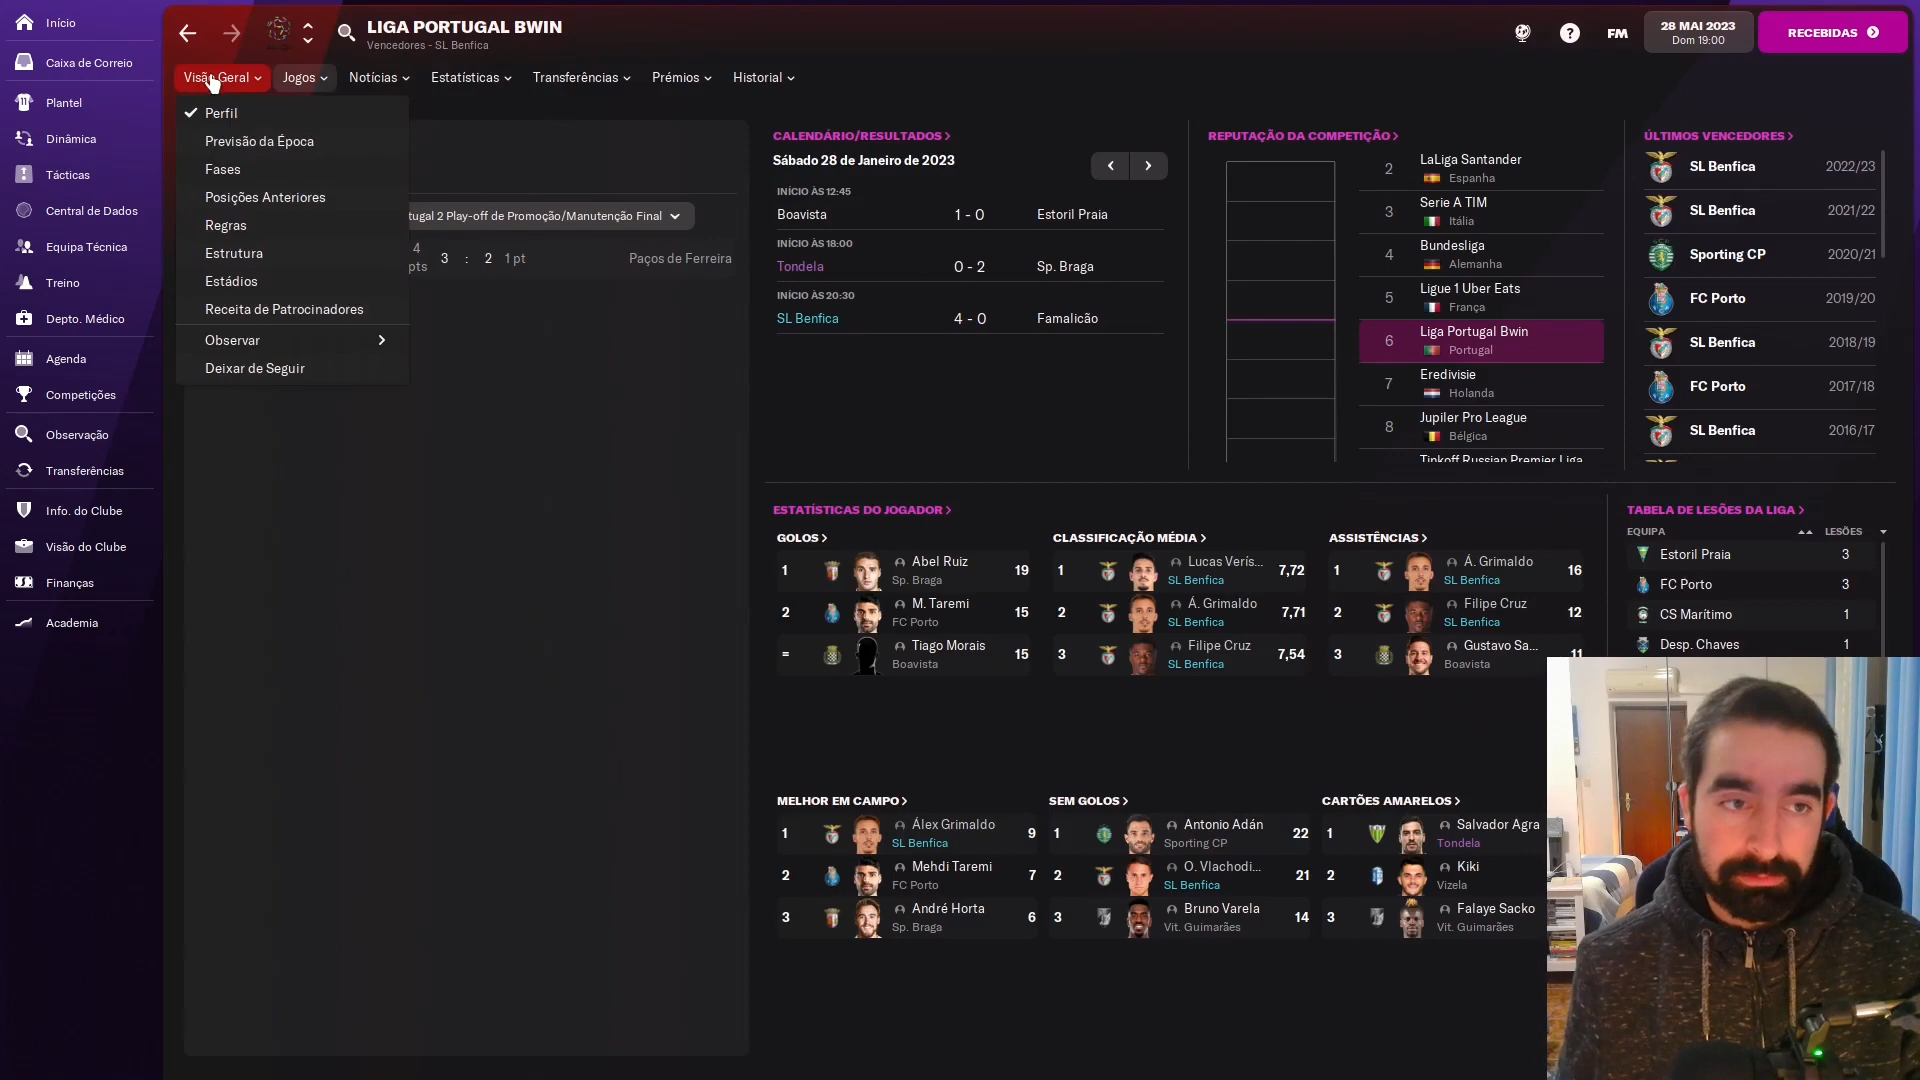 Início
Caixa de Correio
Plantel
Dinâmica
Tácticas
Central de Dados
Equipa Técnica
Treino
Depto. Médico
Agenda
Competições
Observação
Transferências
Info. do Clube
Visão do Clube
Finanças
Academia
LIGA PORTUGAL BWIN
Vencedores - SL Benfica
FM
28 MAI 2023
Dom 19:00
RECEBIDAS
Visão Geral
Jogos
Notícias
Estatísticas
Transferências
Prémios
Historial
Perfil
Previsão da Época
Fases
Posições Anteriores
Regras
Estrutura
Estádios
Receita de Patrocinadores
Observar
Deixar de Seguir
tugal 2 Play-off de Promoção/Manutenção Final
4 pts 3 : 2 1 pt Paços de Ferreira
CALENDÁRIO/RESULTADOS
Sábado 28 de Janeiro de 2023
INÍCIO ÀS 12:45
Boavista 1 - 0 Estoril Praia
INÍCIO ÀS 18:00
Tondela 0 - 2 Sp. Braga
INÍCIO ÀS 20:30
SL Benfica 4 - 0 Famalicão
REPUTAÇÃO DA COMPETIÇÃO
2 LaLiga Santander
Espanha
3 Serie A TIM
Itália
4 Bundesliga
Alemanha
5 Ligue 1 Uber Eats
França
6 Liga Portugal Bwin
Portugal
7 Eredivisie
Holanda
8 Jupiler Pro League
Bélgica
Tinkoff Russian Premier Liga
ÚLTIMOS VENCEDORES
SL Benfica 2022/23
SL Benfica 2021/22
Sporting CP 2020/21
FC Porto 2019/20
SL Benfica 2018/19
FC Porto 2017/18
SL Benfica 2016/17
ESTATÍSTICAS DO JOGADOR
GOLOS
1 Abel Ruiz 19
Sp. Braga
2 M. Taremi 15
FC Porto
= Tiago Morais 15
Boavista
CLASSIFICAÇÃO MÉDIA
1 Lucas Verís... 7,72
SL Benfica
2 Á. Grimaldo 7,71
SL Benfica
3 Filipe Cruz 7,54
SL Benfica
ASSISTÊNCIAS
1 Á. Grimaldo 16
SL Benfica
2 Filipe Cruz 12
SL Benfica
3 Gustavo Sa... 11
Boavista
TABELA DE LESÕES DA LIGA
EQUIPA LESÕES
Estoril Praia 3
FC Porto 3
CS Marítimo 1
Desp. Chaves 1
MELHOR EM CAMPO
1 Álex Grimaldo 9
SL Benfica
2 Mehdi Taremi 7
FC Porto
3 André Horta 6
Sp. Braga
SEM GOLOS
1 Antonio Adán 22
Sporting CP
2 O. Vlachodi... 21
SL Benfica
3 Bruno Varela 14
Vit. Guimarães
CARTÕES AMARELOS
1 Salvador Agra
Tondela
2 Kiki
Vizela
3 Falaye Sacko
Vit. Guimarães